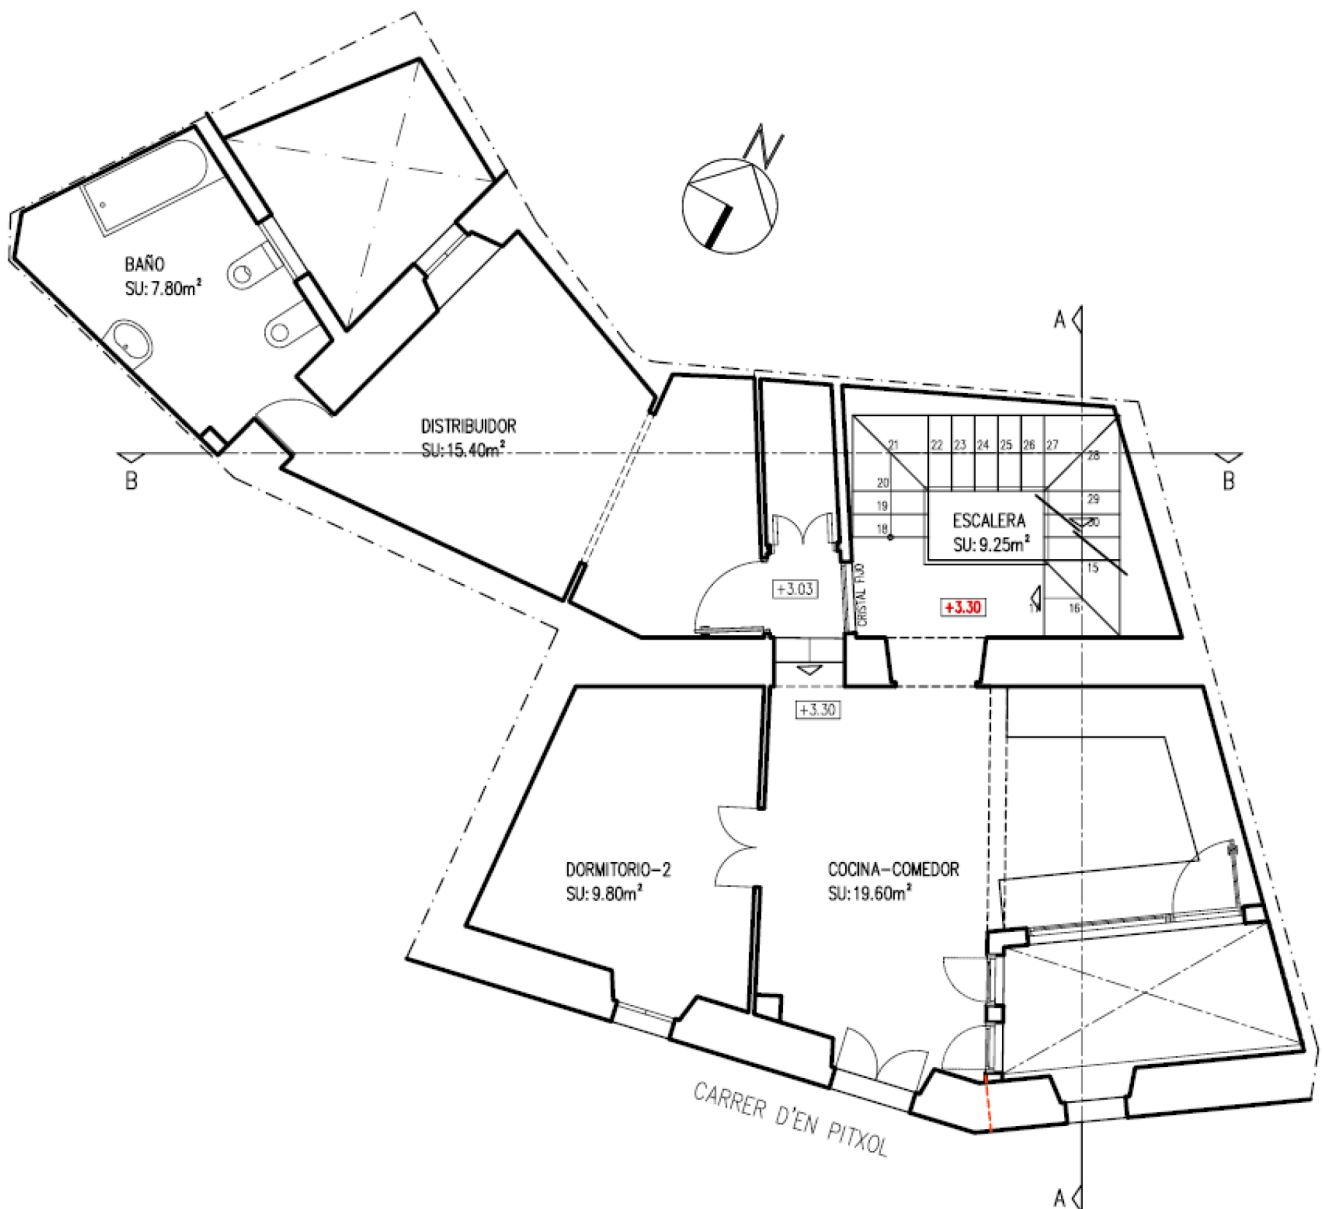 N
BAÑO
SU: 7.80m²
A
DISTRIBUIDOR
SU: 15.40m²
B
B
21
22
23
24
25
26
27
28
20
29
19
30
18
ESCALERA
SU: 9.25m²
15
16
17
CRISTAL FIJO
+3.03
+3.30
+3.30
DORMITORIO-2
SU: 9.80m²
COCINA-COMEDOR
SU: 19.60m²
CARRER D'EN PITXOL
A